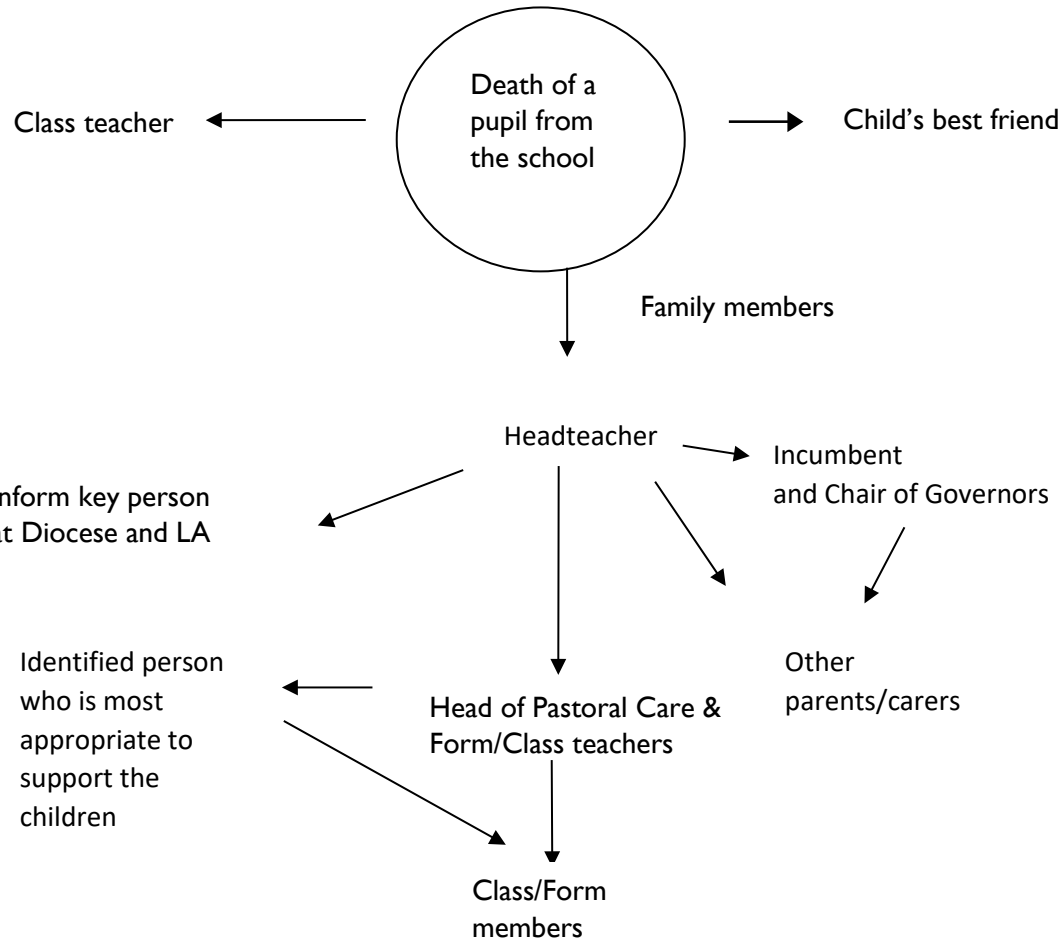 Death of a
pupil from
the school
Class teacher
Child's best friend
Family members
Headteacher
Incumbent
and Chair of Governors
nform key person
at Diocese and LA
Identified person
who is most
appropriate to
support the
children
Head of Pastoral Care &
Form/Class teachers
Other
parents/carers
Class/Form
members